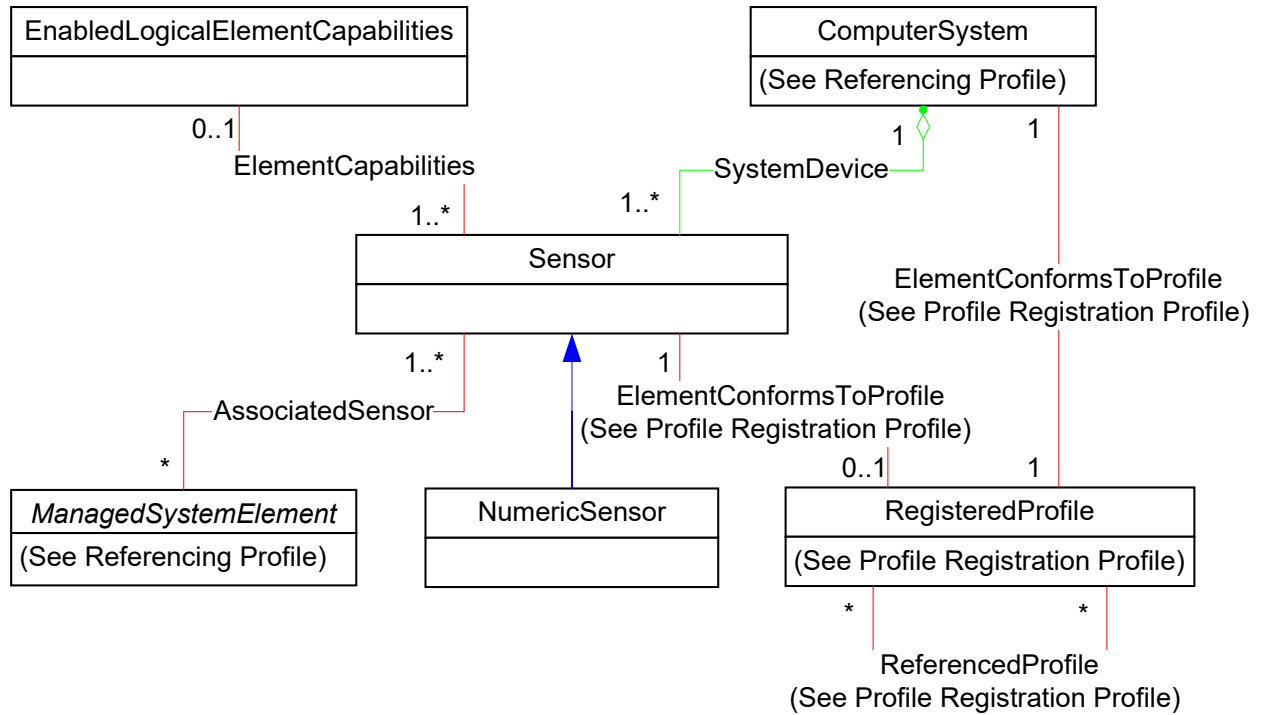 EnabledLogicalElementCapabilities
ComputerSystem
(See Referencing Profile)
0..1
1
1
ElementCapabilities
SystemDevice
1..*
1..*
Sensor
ElementConformsToProfile
(See Profile Registration Profile)
1..*
1
ElementConformsToProfile
(See Profile Registration Profile)
AssociatedSensor
*
0..1
1
ManagedSystemElement
(See Referencing Profile)
NumericSensor
RegisteredProfile
(See Profile Registration Profile)
*
*
ReferencedProfile
(See Profile Registration Profile)